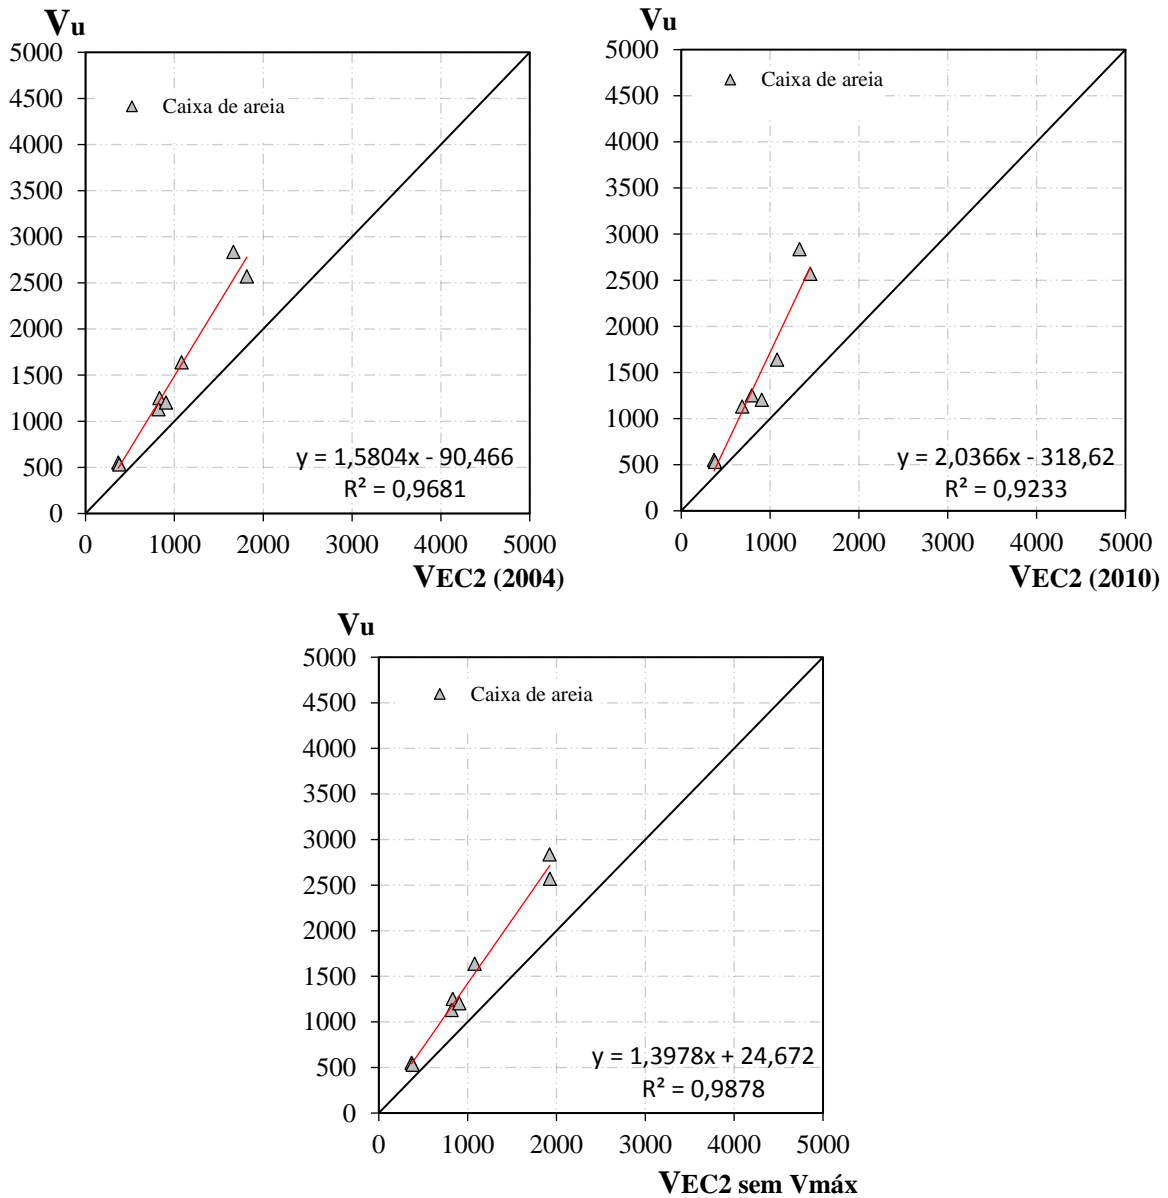 Vu
5000
4500
4000
3500
3000
2500
2000
1500
1000
500
0
Caixa de areia
y = 1,5804x - 90,466
R² = 0,9681
0 1000 2000 3000 4000 5000
VEC2 (2004)
Vu
5000
4500
4000
3500
3000
2500
2000
1500
1000
500
0
Caixa de areia
y = 2,0366x - 318,62
R² = 0,9233
0 1000 2000 3000 4000 5000
VEC2 (2010)
Vu
5000
4500
4000
3500
3000
2500
2000
1500
1000
500
0
Caixa de areia
y = 1,3978x + 24,672
R² = 0,9878
0 1000 2000 3000 4000 5000
VEC2 sem Vmáx